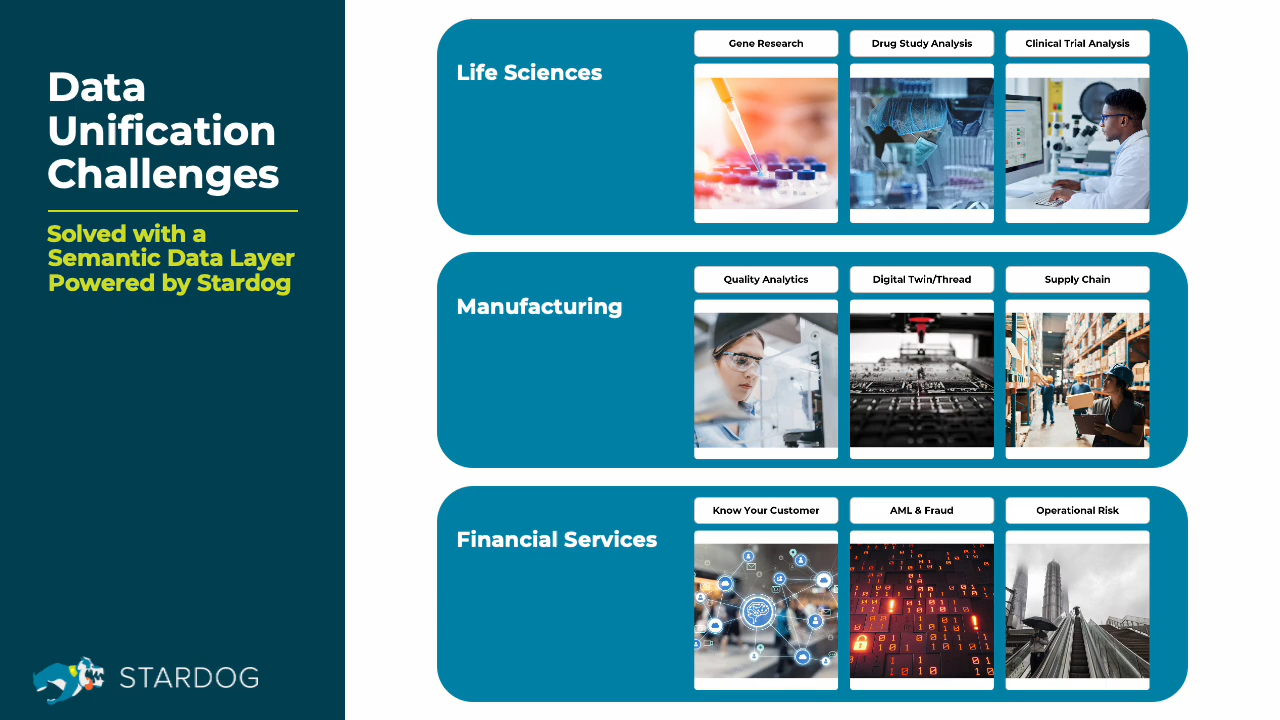 Data
Unification
Challenges
Solved with a
Semantic Data Layer
Powered by Stardog
STARDOG
Life Sciences
Gene Research
Drug Study Analysis
Clinical Trial Analysis
Manufacturing
Quality Analytics
Digital Twin/Thread
Supply Chain
Financial Services
Know Your Customer
AML & Fraud
Operational Risk